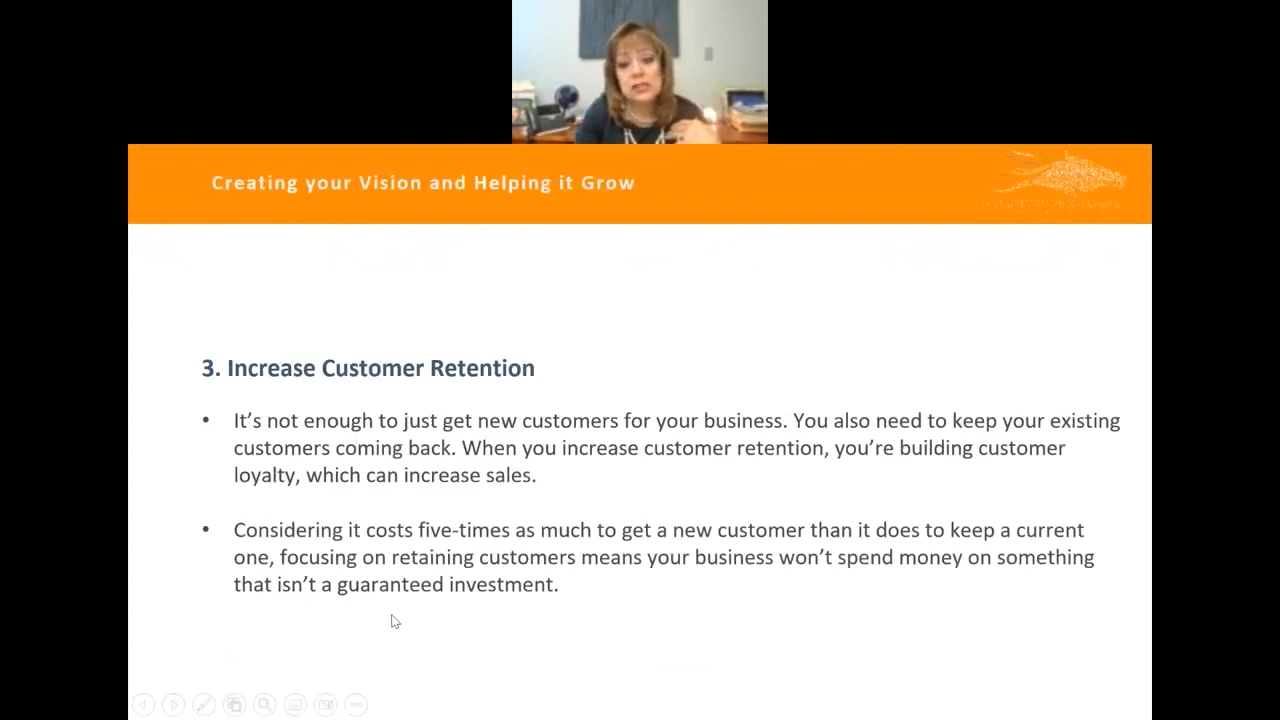 Creating your Vision and Helping it Grow
3. Increase Customer Retention
• It’s not enough to just get new customers for your business. You also need to keep your existing
customers coming back. When you increase customer retention, you’re building customer
loyalty, which can increase sales.
• Considering it costs five-times as much to get a new customer than it does to keep a current
one, focusing on retaining customers means your business won’t spend money on something
that isn’t a guaranteed investment.